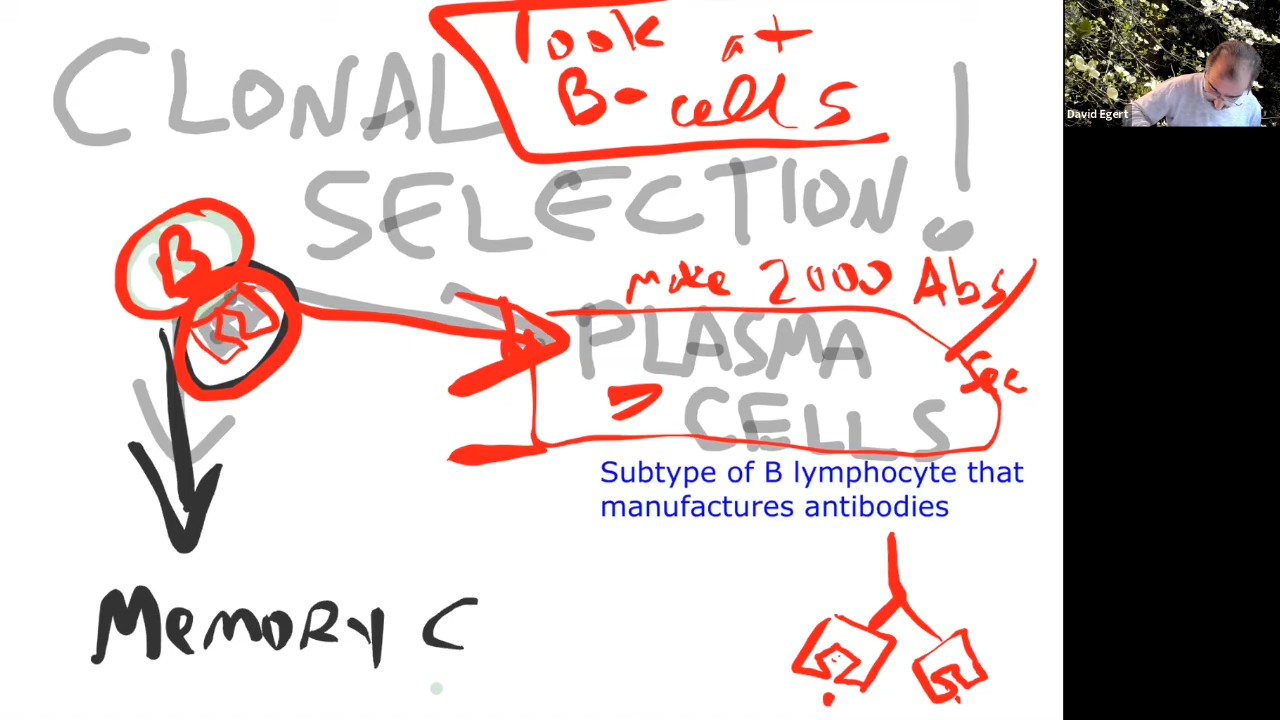 Look at
B-cells
CLONAL
SELECTION!
B
make 2000 Abs/
sec
PLASMA
CELLS
Subtype of B lymphocyte that
manufactures antibodies
MEMORY C
David Egert